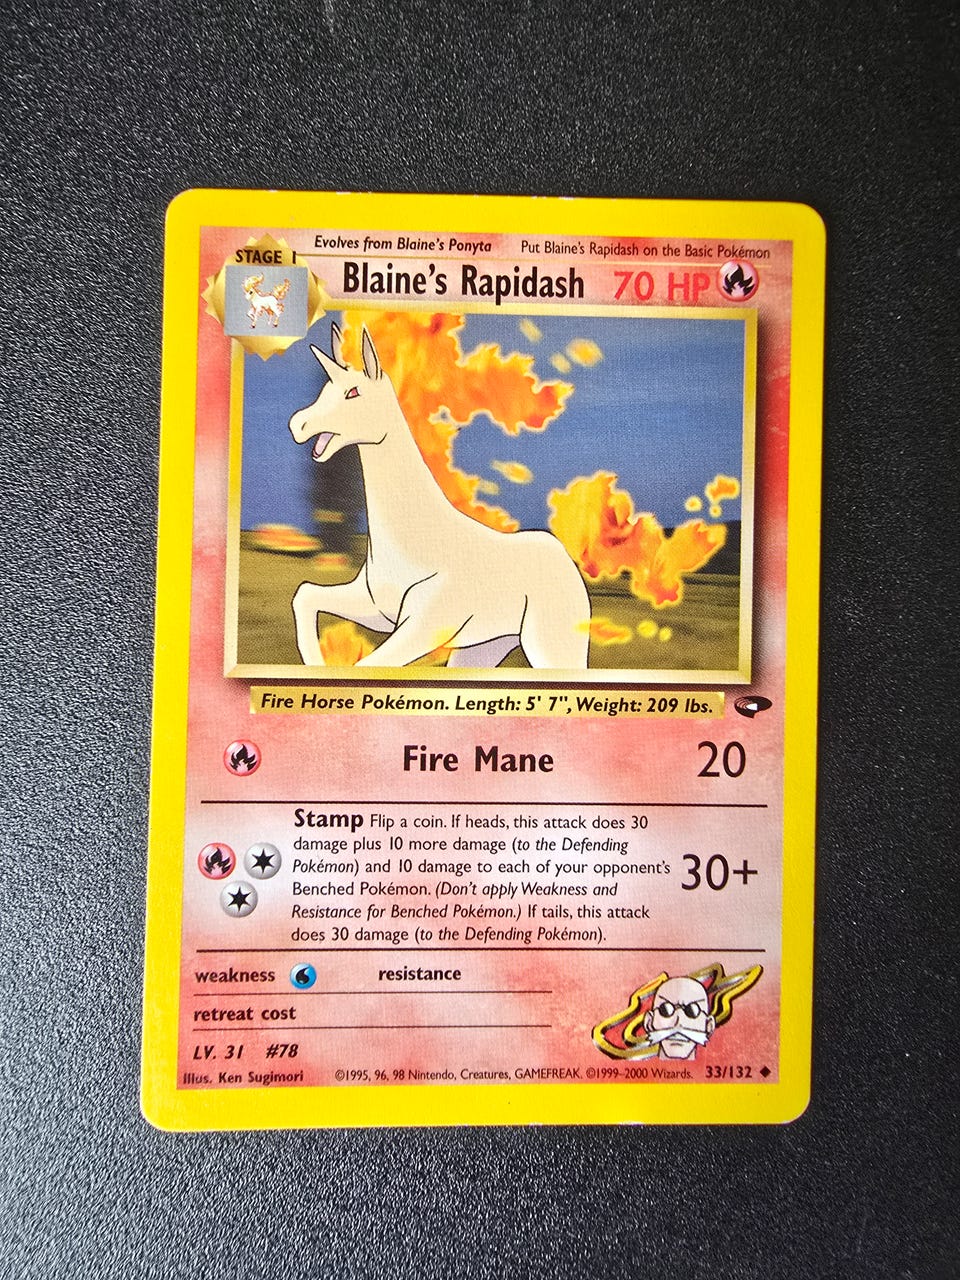 Evolves from Blaine's Ponyta Put Blaine's Rapidash on the Basic Pokémon
STAGE 1
Blaine's Rapidash 70 HP
Fire Horse Pokémon. Length: 5' 7", Weight: 209 lbs.
Fire Mane 20
Stamp Flip a coin. If heads, this attack does 30
damage plus 10 more damage (to the Defending
Pokémon) and 10 damage to each of your opponent's
Benched Pokémon. (Don't apply Weakness and
Resistance for Benched Pokémon.) If tails, this attack
does 30 damage (to the Defending Pokémon).
30+
weakness resistance
retreat cost
LV. 31 #78
Illus. Ken Sugimori ©1995, 96, 98 Nintendo, Creatures, GAMEFREAK. ©1999-2000 Wizards. 33/132